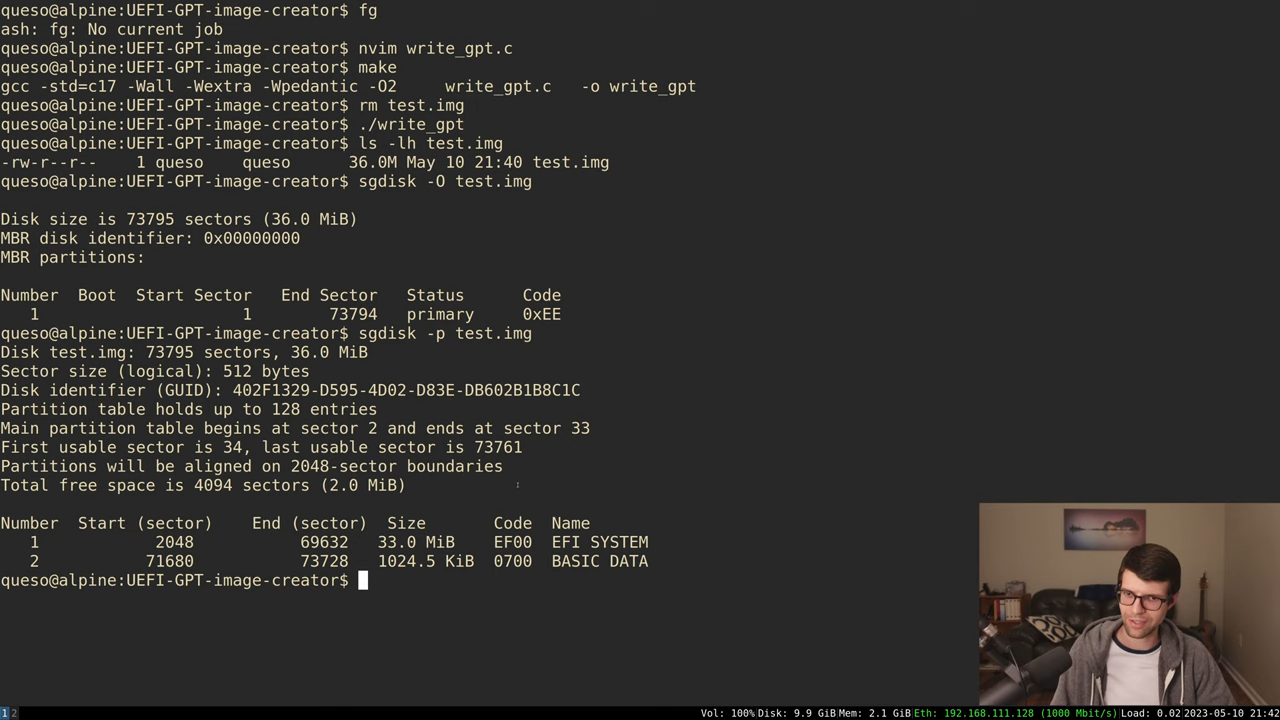 queso@alpine:UEFI-GPT-image-creator$ fg
ash: fg: No current job
queso@alpine:UEFI-GPT-image-creator$ nvim write_gpt.c
queso@alpine:UEFI-GPT-image-creator$ make
gcc -std=c17 -Wall -Wextra -Wpedantic -O2     write_gpt.c   -o write_gpt
queso@alpine:UEFI-GPT-image-creator$ rm test.img
queso@alpine:UEFI-GPT-image-creator$ ./write_gpt
queso@alpine:UEFI-GPT-image-creator$ ls -lh test.img
-rw-r--r--    1 queso    queso      36.0M May 10 21:40 test.img
queso@alpine:UEFI-GPT-image-creator$ sgdisk -O test.img
Disk size is 73795 sectors (36.0 MiB)
MBR disk identifier: 0x00000000
MBR partitions:
Number  Boot  Start Sector   End Sector   Status      Code
   1                     1        73794   primary     0xEE
queso@alpine:UEFI-GPT-image-creator$ sgdisk -p test.img
Disk test.img: 73795 sectors, 36.0 MiB
Sector size (logical): 512 bytes
Disk identifier (GUID): 402F1329-D595-4D02-D83E-DB602B1B8C1C
Partition table holds up to 128 entries
Main partition table begins at sector 2 and ends at sector 33
First usable sector is 34, last usable sector is 73761
Partitions will be aligned on 2048-sector boundaries
Total free space is 4094 sectors (2.0 MiB)
Number  Start (sector)    End (sector)  Size       Code  Name
   1            2048           69632   33.0 MiB    EF00  EFI SYSTEM
   2           71680           73728   1024.5 KiB  0700  BASIC DATA
queso@alpine:UEFI-GPT-image-creator$
1 2 Vol: 100% Disk: 9.9 GiB Mem: 2.1 GiB Eth: 192.168.111.128 (1000 Mbit/s) Load: 0.02 2023-05-10 21:42